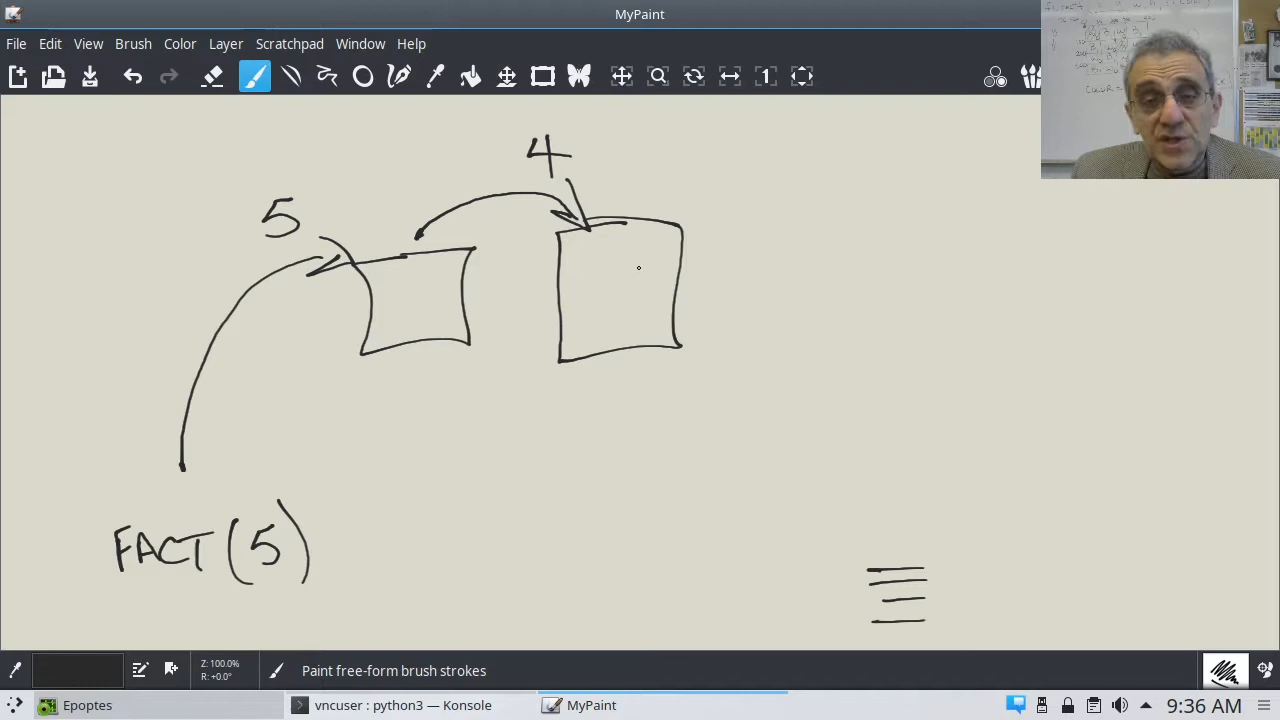 MyPaint
File Edit View Brush Color Layer Scratchpad Window Help
4
5
FACT(5)
Z: 100.0%
R: +0.0°
Paint free-form brush strokes
Epoptes
vncuser : python3 — Konsole
MyPaint
9:36 AM